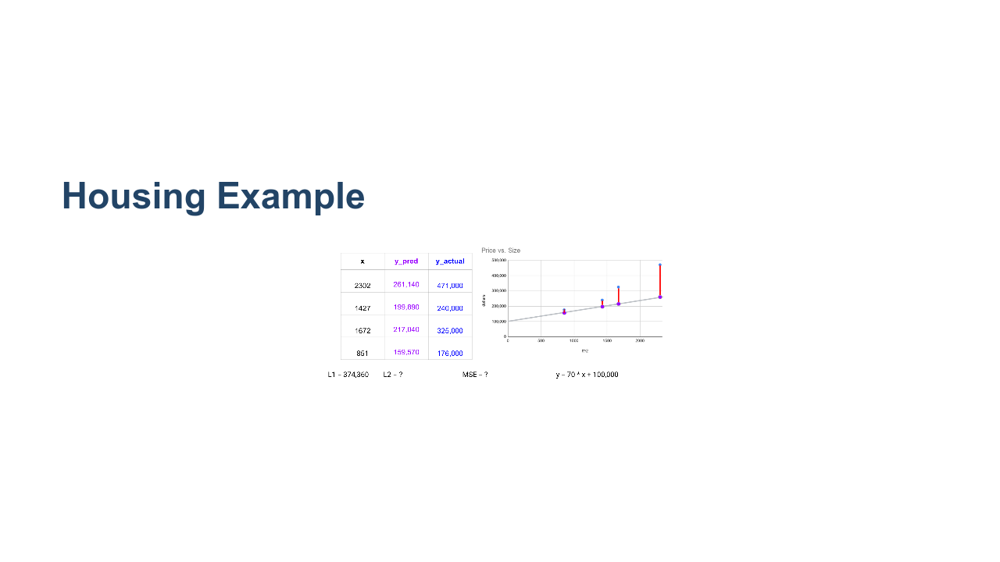 Housing Example
x y_pred y_actual
2302 261,140 471,000
1427 199,890 240,000
1672 217,040 325,000
851 159,570 176,000
Price vs. Size
500,000
400,000
300,000
200,000
100,000
0
dollars
0 500 1000 1500 2000
ft^2
L1 = 374,360 L2 = ? MSE = ? y = 70 * x + 100,000